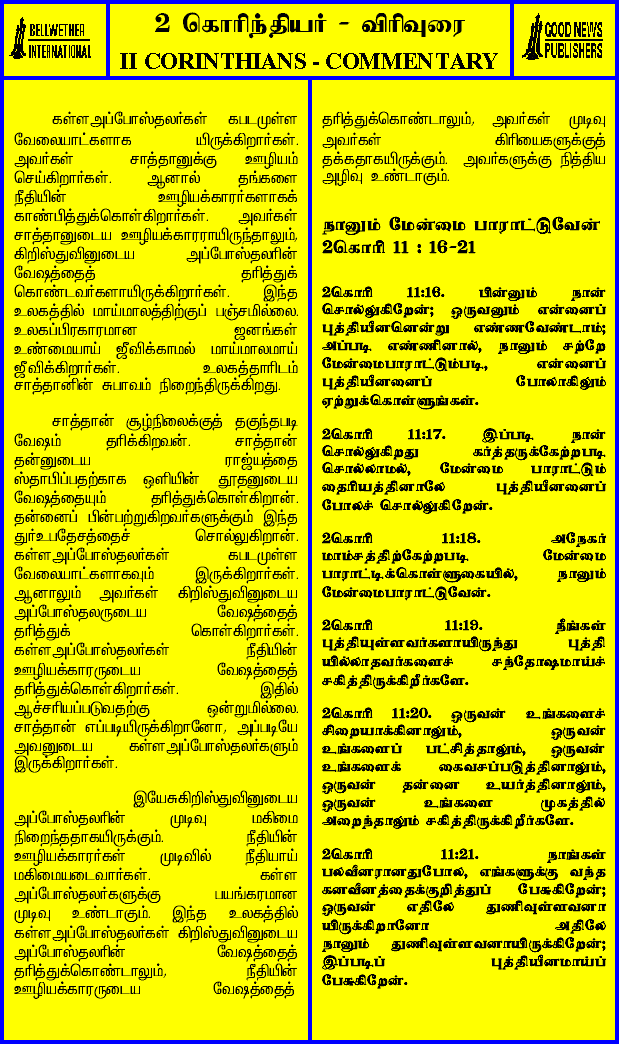 BELLWETHER
INTERNATIONAL
2 கொரிந்தியர் - விரிவுரை
II CORINTHIANS - COMMENTARY
GOOD NEWS
PUBLISHERS
கள்ளஅப்போஸ்தலர்கள் கபடமுள்ள
வேலையாட்களாக யிருக்கிறார்கள்.
அவர்கள் சாத்தானுக்கு ஊழியம்
செய்கிறார்கள். ஆனால் தங்களை
நீதியின் ஊழியக்காரர்களாகக்
காண்பித்துக்கொள்கிறார்கள். அவர்கள்
சாத்தானுடைய ஊழியக்காரராயிருந்தாலும்,
கிறிஸ்துவினுடைய அப்போஸ்தலரின்
வேஷத்தைத் தரித்துக்
கொண்டவர்களாயிருக்கிறார்கள். இந்த
உலகத்தில் மாய்மாலத்திற்குப் பஞ்சமில்லை.
உலகப்பிரகாரமான ஜனங்கள்
உண்மையாய் ஜீவிக்காமல் மாய்மாலமாய்
ஜீவிக்கிறார்கள். உலகத்தாரிடம்
சாத்தானின் சுபாவம் நிறைந்திருக்கிறது.
சாத்தான் சூழ்நிலைக்குத் தகுந்தபடி
வேஷம் தரிக்கிறவன். சாத்தான்
தன்னுடைய ராஜ்யத்தை
ஸ்தாபிப்பதற்காக ஒளியின் தூதனுடைய
வேஷத்தையும் தரித்துக்கொள்கிறான்.
தன்னைப் பின்பற்றுகிறவர்களுக்கும் இந்த
துர்உபதேசத்தைச் சொல்லுகிறான்.
கள்ளஅப்போஸ்தலர்கள் கபடமுள்ள
வேலையாட்களாகவும் இருக்கிறார்கள்.
ஆனாலும் அவர்கள் கிறிஸ்துவினுடைய
அப்போஸ்தலருடைய வேஷத்தைத்
தரித்துக் கொள்கிறார்கள்.
கள்ளஅப்போஸ்தலர்கள் நீதியின்
ஊழியக்காரருடைய வேஷத்தைத்
தரித்துக்கொள்கிறார்கள். இதில்
ஆச்சரியப்படுவதற்கு ஒன்றுமில்லை.
சாத்தான் எப்படியிருக்கிறானோ, அப்படியே
அவனுடைய கள்ளஅப்போஸ்தலர்களும்
இருக்கிறார்கள்.
இயேசுகிறிஸ்துவினுடைய
அப்போஸ்தலரின் முடிவு மகிமை
நிறைந்ததாகயிருக்கும். நீதியின்
ஊழியக்காரர்கள் முடிவில் நீதியாய்
மகிமையடைவார்கள். கள்ள
அப்போஸ்தலர்களுக்கு பயங்கரமான
முடிவு உண்டாகும். இந்த உலகத்தில்
கள்ளஅப்போஸ்தலர்கள் கிறிஸ்துவினுடைய
அப்போஸ்தலரின் வேஷத்தைத்
தரித்துக்கொண்டாலும், நீதியின்
ஊழியக்காரருடைய வேஷத்தைத்
தரித்துக்கொண்டாலும், அவர்கள் முடிவு
அவர்கள் கிரியைகளுக்குத்
தக்கதாகயிருக்கும். அவர்களுக்கு நித்திய
அழிவு உண்டாகும்.
நானும் மேன்மை பாராட்டுவேன்
2கொரி 11 : 16-21
2கொரி 11:16. பின்னும் நான்
சொல்லுகிறேன்; ஒருவனும் என்னைப்
புத்தியீனனென்று எண்ணவேண்டாம்;
அப்படி எண்ணினால், நானும் சற்றே
மேன்மைபாராட்டும்படி, என்னைப்
புத்தியீனனைப் போலாகிலும்
ஏற்றுக்கொள்ளுங்கள்.
2கொரி 11:17. இப்படி நான்
சொல்லுகிறது கர்த்தருக்கேற்றபடி
சொல்லாமல், மேன்மை பாராட்டும்
தைரியத்தினாலே புத்தியீனனைப்
போலச் சொல்லுகிறேன்.
2கொரி 11:18. அநேகர்
மாம்சத்திற்கேற்றபடி மேன்மை
பாராட்டிக்கொள்ளுகையில், நானும்
மேன்மைபாராட்டுவேன்.
2கொரி 11:19. நீங்கள்
புத்தியுள்ளவர்களாயிருந்து புத்தி
யில்லாதவர்களைச் சந்தோஷமாய்ச்
சகித்திருக்கிறீர்களே.
2கொரி 11:20. ஒருவன் உங்களைச்
சிறையாக்கினாலும், ஒருவன்
உங்களைப் பட்சித்தாலும், ஒருவன்
உங்களைக் கைவசப்படுத்தினாலும்,
ஒருவன் தன்னை உயர்த்தினாலும்,
ஒருவன் உங்களை முகத்தில்
அறைந்தாலும் சகித்திருக்கிறீர்களே.
2கொரி 11:21. நாங்கள்
பலவீனரானதுபோல, எங்களுக்கு வந்த
கனவீனத்தைக்குறித்துப் பேசுகிறேன்;
ஒருவன் எதிலே துணிவுள்ளவனா
யிருக்கிறானோ அதிலே
நானும் துணிவுள்ளவனாயிருக்கிறேன்;
இப்படிப் புத்தியீனமாய்ப்
பேசுகிறேன்.